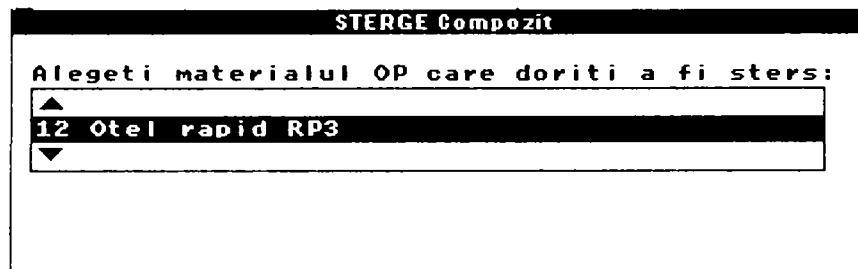 STERGE Compozit
Alegeti materialul OP care doriti a fi sters:
12 Otel rapid RP3